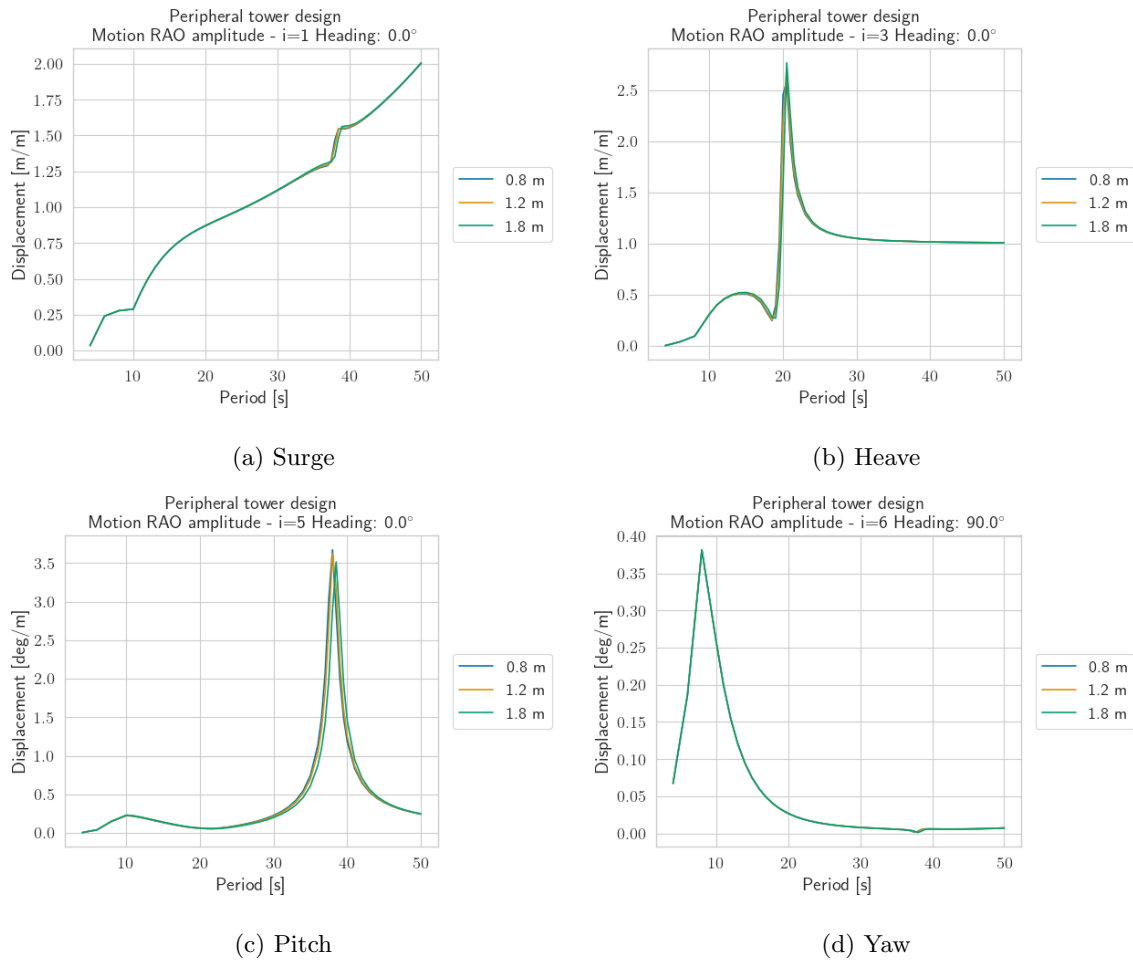 Peripheral tower design
Motion RAO amplitude - i=1 Heading: 0.0°
2.00
1.75
1.50
1.25
1.00
0.75
0.50
0.25
0.00
Displacement [m/m]
10 20 30 40 50
Period [s]
0.8 m
1.2 m
1.8 m
(a) Surge
Peripheral tower design
Motion RAO amplitude - i=3 Heading: 0.0°
2.5
2.0
1.5
1.0
0.5
0.0
Displacement [m/m]
10 20 30 40 50
Period [s]
0.8 m
1.2 m
1.8 m
(b) Heave
Peripheral tower design
Motion RAO amplitude - i=5 Heading: 0.0°
3.5
3.0
2.5
2.0
1.5
1.0
0.5
0.0
Displacement [deg/m]
10 20 30 40 50
Period [s]
0.8 m
1.2 m
1.8 m
(c) Pitch
Peripheral tower design
Motion RAO amplitude - i=6 Heading: 90.0°
0.40
0.35
0.30
0.25
0.20
0.15
0.10
0.05
0.00
Displacement [deg/m]
10 20 30 40 50
Period [s]
0.8 m
1.2 m
1.8 m
(d) Yaw